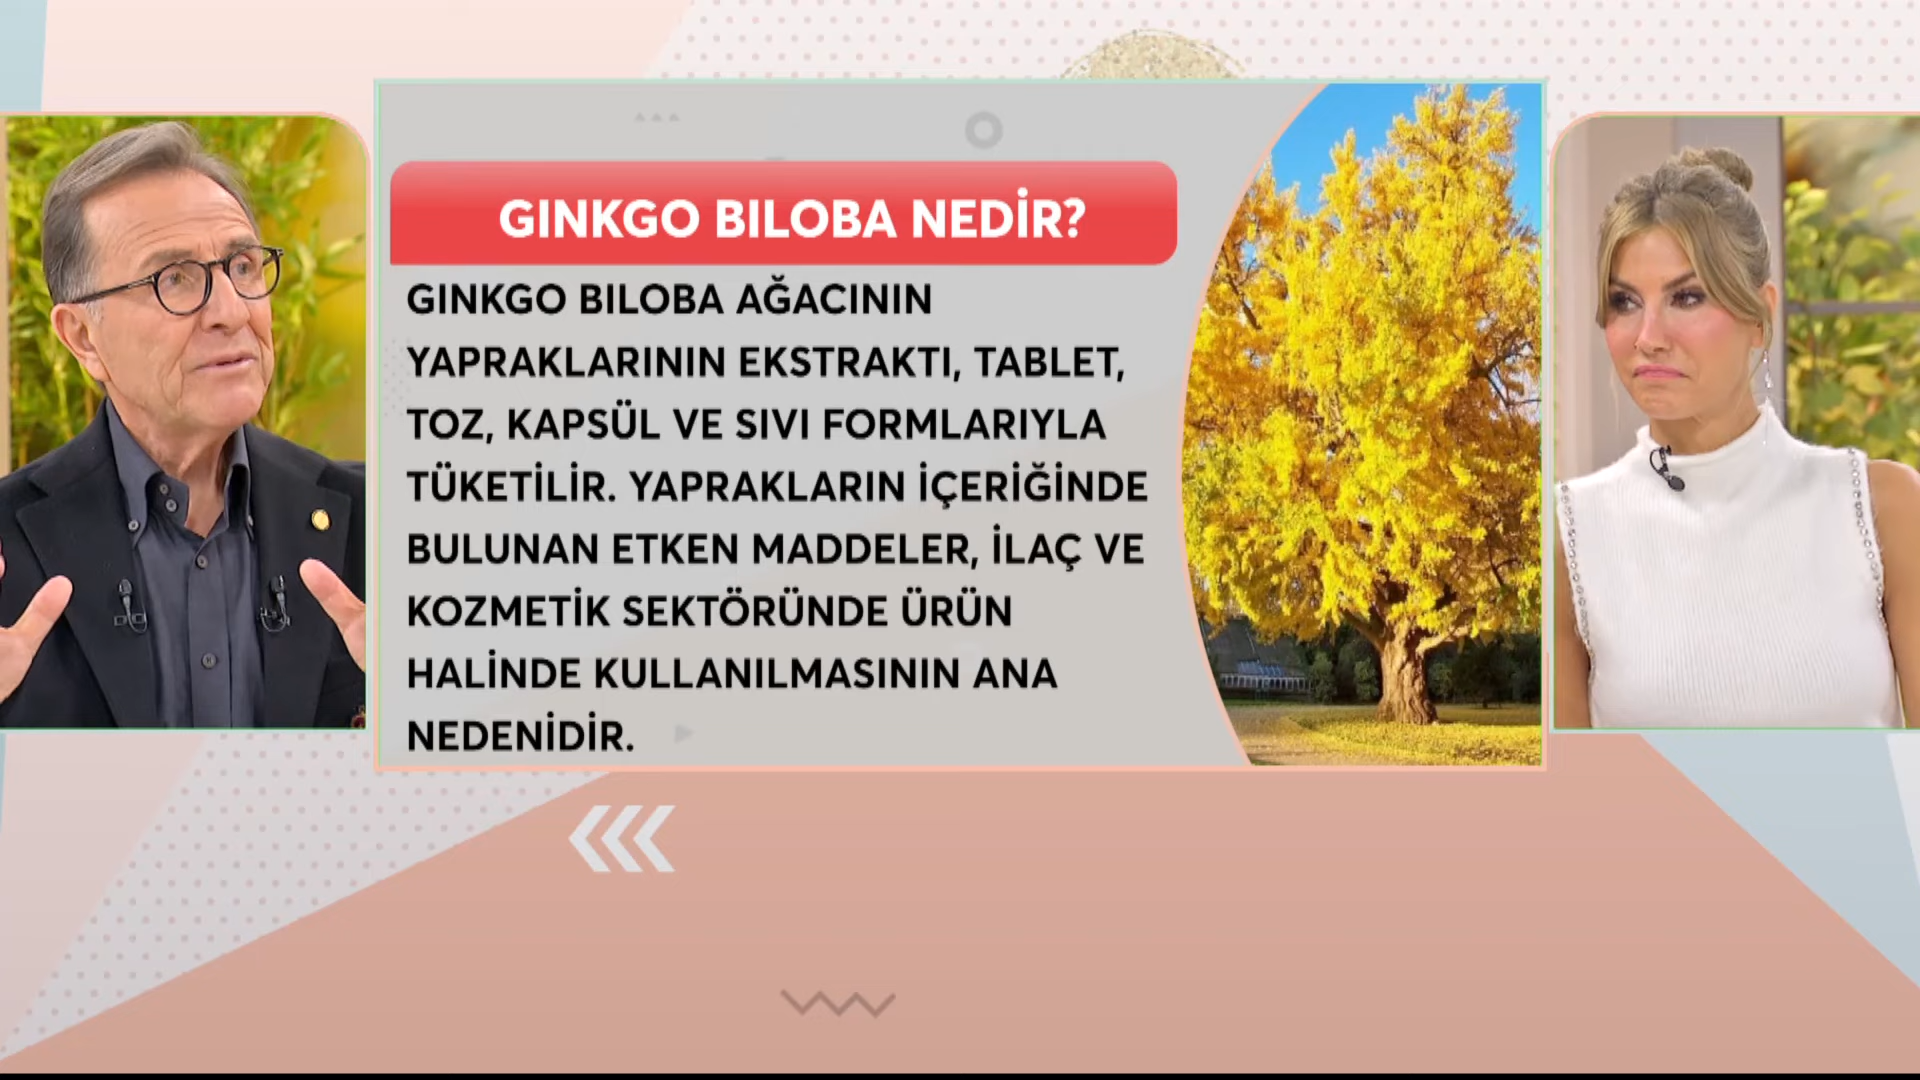 GINKGO BILOBA NEDİR?
GINKGO BILOBA AĞACININ
YAPRAKLARININ EKSTRAKTI, TABLET,
TOZ, KAPSÜL VE SIVI FORMLARIYLA
TÜKETİLİR. YAPRAKLARIN İÇERİĞİNDE
BULUNAN ETKEN MADDELER, İLAÇ VE
KOZMETİK SEKTÖRÜNDE ÜRÜN
HALİNDE KULLANILMASININ ANA
NEDENİDİR.